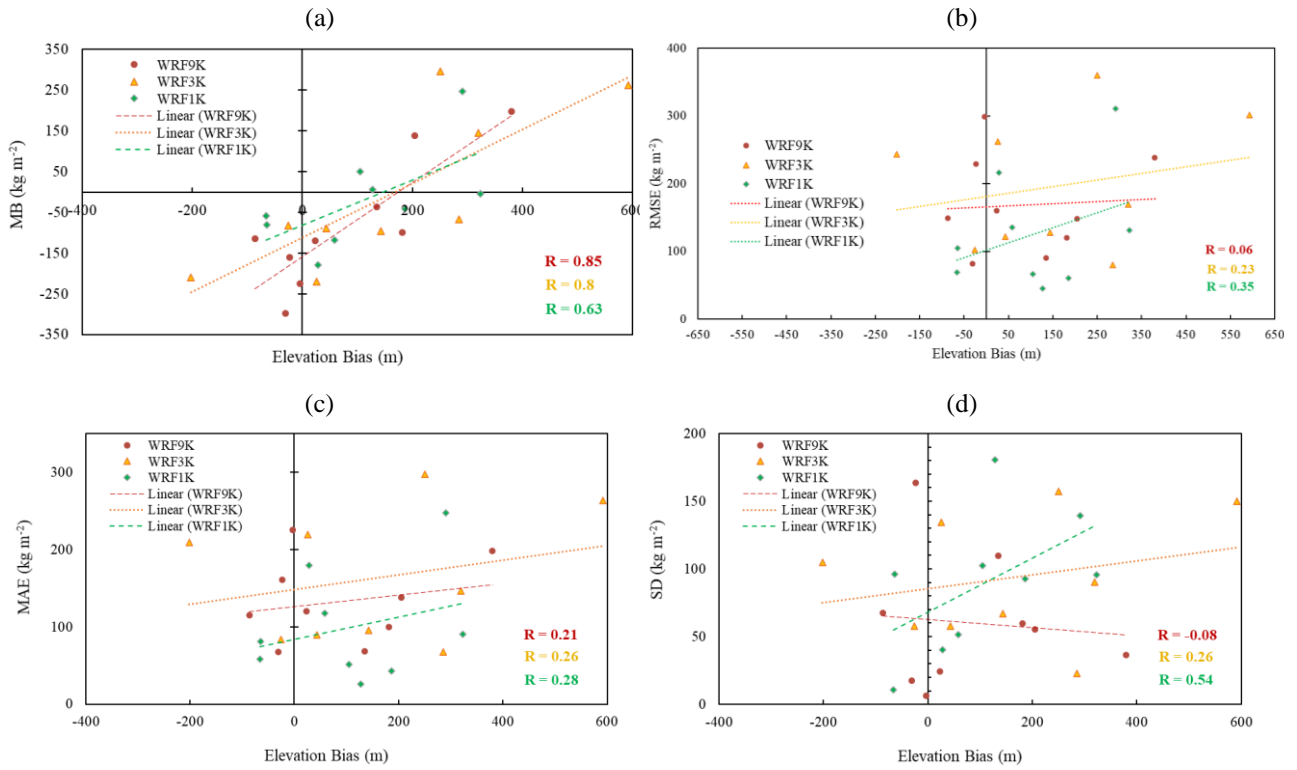 (a)
350
250
150
50
-50
-150
-250
-350
-400 -200 0 200 400 600
MB (kg m-2)
Elevation Bias (m)
WRF9K
WRF3K
WRF1K
Linear (WRF9K)
Linear (WRF3K)
Linear (WRF1K)
R = 0.85
R = 0.8
R = 0.63
(b)
400
300
200
100
0
-650 -550 -450 -350 -250 -150 -50 50 150 250 350 450 550 650
RMSE (kg m-2)
Elevation Bias (m)
WRF9K
WRF3K
WRF1K
Linear (WRF9K)
Linear (WRF3K)
Linear (WRF1K)
R = 0.06
R = 0.23
R = 0.35
(c)
300
200
100
0
-400 -200 0 200 400 600
MAE (kg m-2)
Elevation Bias (m)
WRF9K
WRF3K
WRF1K
Linear (WRF9K)
Linear (WRF3K)
Linear (WRF1K)
R = 0.21
R = 0.26
R = 0.28
(d)
200
150
100
50
0
-400 -200 0 200 400 600
SD (kg m-2)
Elevation Bias (m)
WRF9K
WRF3K
WRF1K
Linear (WRF9K)
Linear (WRF3K)
Linear (WRF1K)
R = -0.08
R = 0.26
R = 0.54